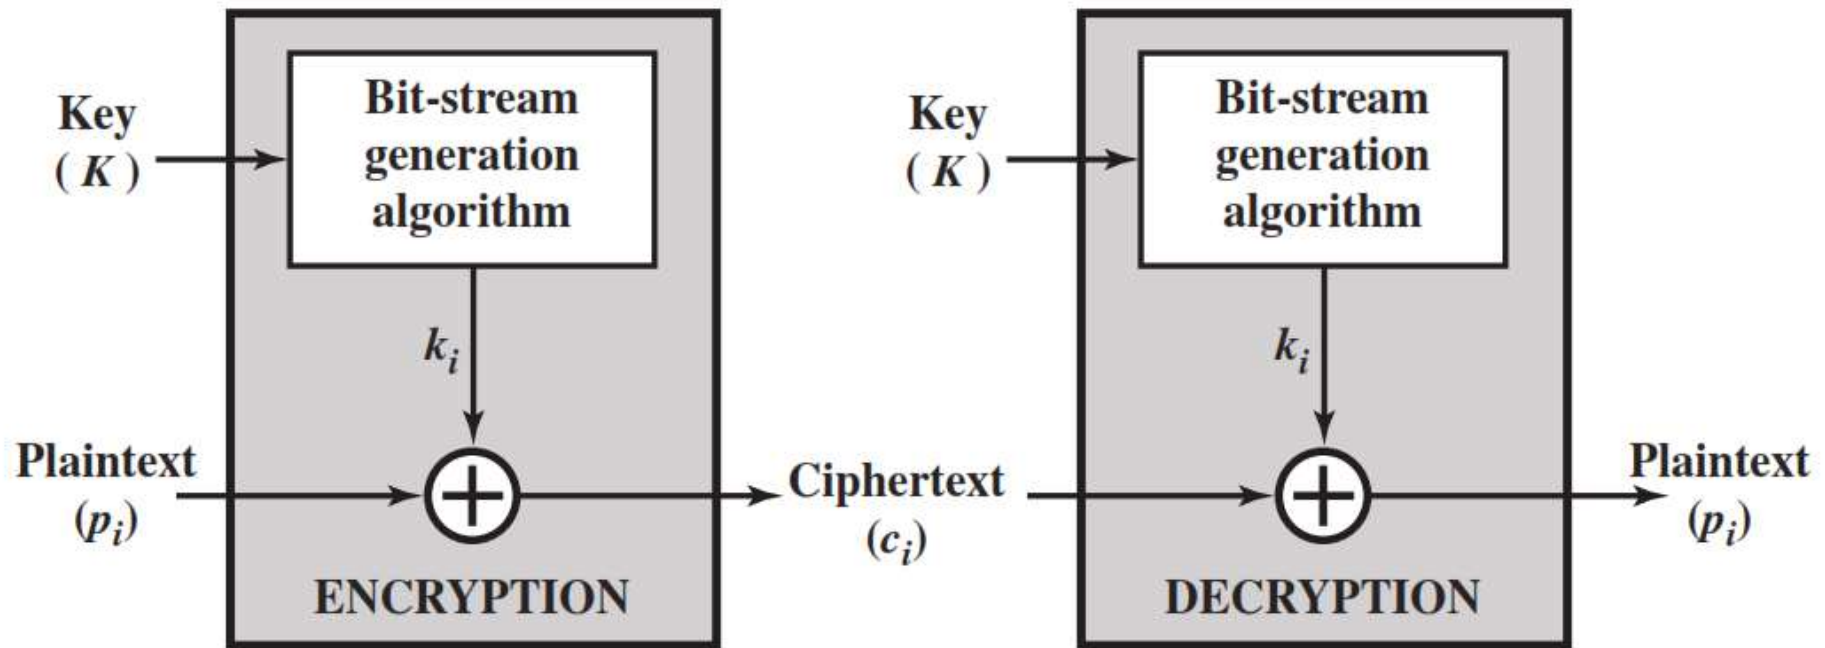 Key
( K )
Bit-stream
generation
algorithm
k_i
Plaintext
(p_i)
ENCRYPTION
Ciphertext
(c_i)
Key
( K )
Bit-stream
generation
algorithm
k_i
Plaintext
(p_i)
DECRYPTION